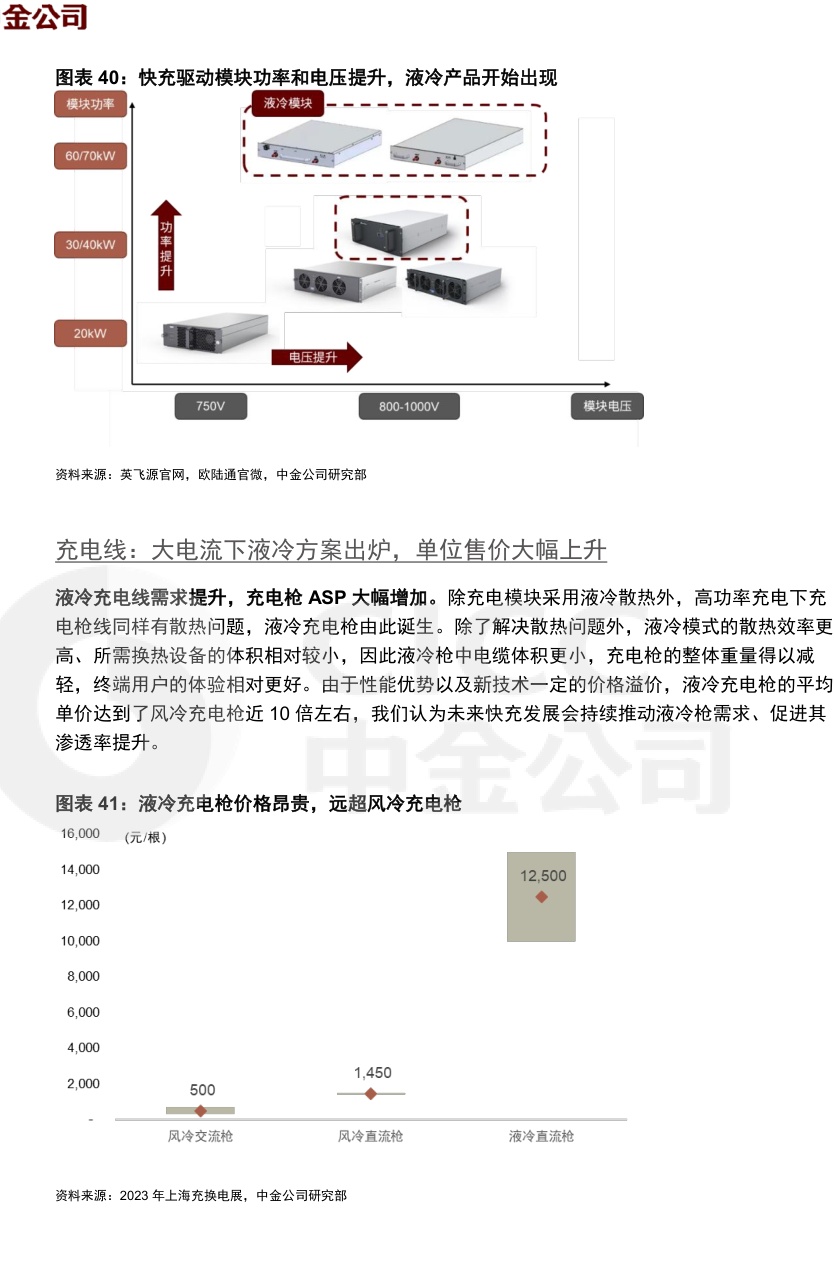 金公司
图表 40：快充驱动模块功率和电压提升，液冷产品开始出现
模块功率
液冷模块
60/70kW
功率提升
30/40kW
20kW
电压提升
750V
800-1000V
模块电压
资料来源：英飞源官网，欧陆通官微，中金公司研究部
充电线：大电流下液冷方案出炉，单位售价大幅上升
液冷充电线需求提升，充电枪 ASP 大幅增加。除充电模块采用液冷散热外，高功率充电下充
电枪线同样有散热问题，液冷充电枪由此诞生。除了解决散热问题外，液冷模式的散热效率更
高、所需换热设备的体积相对较小，因此液冷枪中电缆体积更小，充电枪的整体重量得以减
轻，终端用户的体验相对更好。由于性能优势以及新技术一定的价格溢价，液冷充电枪的平均
单价达到了风冷充电枪近 10 倍左右，我们认为未来快充发展会持续推动液冷枪需求、促进其
渗透率提升。
中金公司
图表 41：液冷充电枪价格昂贵，远超风冷充电枪
16,000
(元/根)
14,000
12,500
12,000
10,000
8,000
6,000
4,000
1,450
2,000
500
-
风冷交流枪
风冷直流枪
液冷直流枪
资料来源：2023 年上海充换电展，中金公司研究部